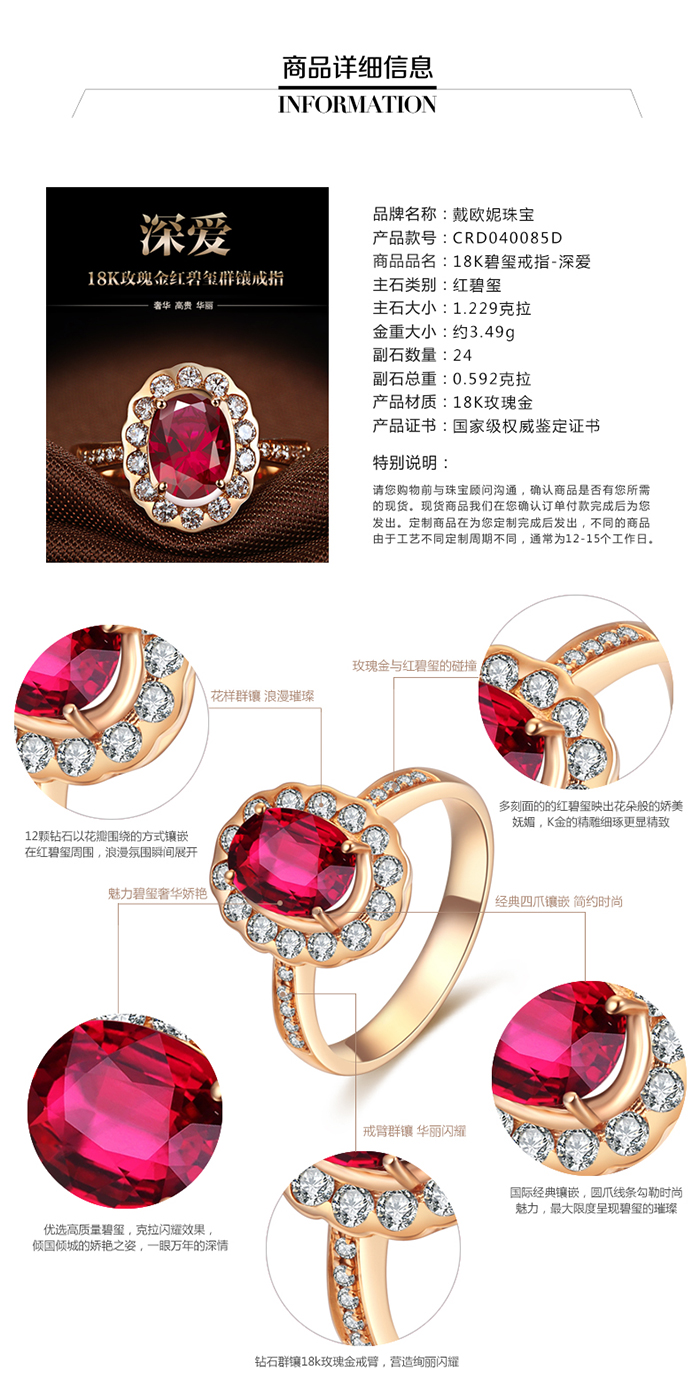 商品详细信息
INFORMATION
深爱
18K玫瑰金红碧玺群镶戒指
奢华 高贵 华丽
品牌名称：戴欧妮珠宝
产品款号：CRD040085D
商品品名：18K碧玺戒指-深爱
主石类别：红碧玺
主石大小：1.229克拉
金重大小：约3.49g
副石数量：24
副石总重：0.592克拉
产品材质：18K玫瑰金
产品证书：国家级权威鉴定证书
特别说明：
请您购物前与珠宝顾问沟通，确认商品是否有您所需
的现货。现货商品我们在您确认订单付款完成后为您
发出。定制商品在为您定制完成后发出，不同的商品
由于工艺不同定制周期不同，通常为12-15个工作日。
玫瑰金与红碧玺的碰撞
花样群镶 浪漫璀璨
多刻面的的红碧玺映出花朵般的娇美
妩媚，K金的精雕细琢更显精致
12颗钻石以花瓣围绕的方式镶嵌
在红碧玺周围，浪漫氛围瞬间展开
魅力碧玺奢华娇艳
经典四爪镶嵌 简约时尚
戒臂群镶 华丽闪耀
国际经典镶嵌，圆爪线条勾勒时尚
魅力，最大限度呈现碧玺的璀璨
优选高质量碧玺，克拉闪耀效果，
倾国倾城的娇艳之姿，一眼万年的深情
钻石群镶18k玫瑰金戒臂，营造绚丽闪耀